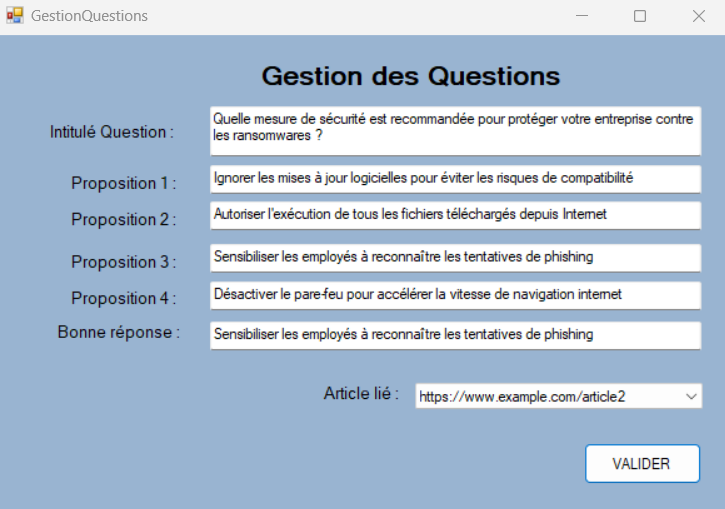 GestionQuestions
Gestion des Questions
Intitulé Question :
Quelle mesure de sécurité est recommandée pour protéger votre entreprise contre
les ransomwares ?
Proposition 1 :
Ignorer les mises à jour logicielles pour éviter les risques de compatibilité
Proposition 2 :
Autoriser l'exécution de tous les fichiers téléchargés depuis Internet
Proposition 3 :
Sensibiliser les employés à reconnaître les tentatives de phishing
Proposition 4 :
Désactiver le pare-feu pour accélérer la vitesse de navigation internet
Bonne réponse :
Sensibiliser les employés à reconnaître les tentatives de phishing
Article lié :
https://www.example.com/article2
VALIDER